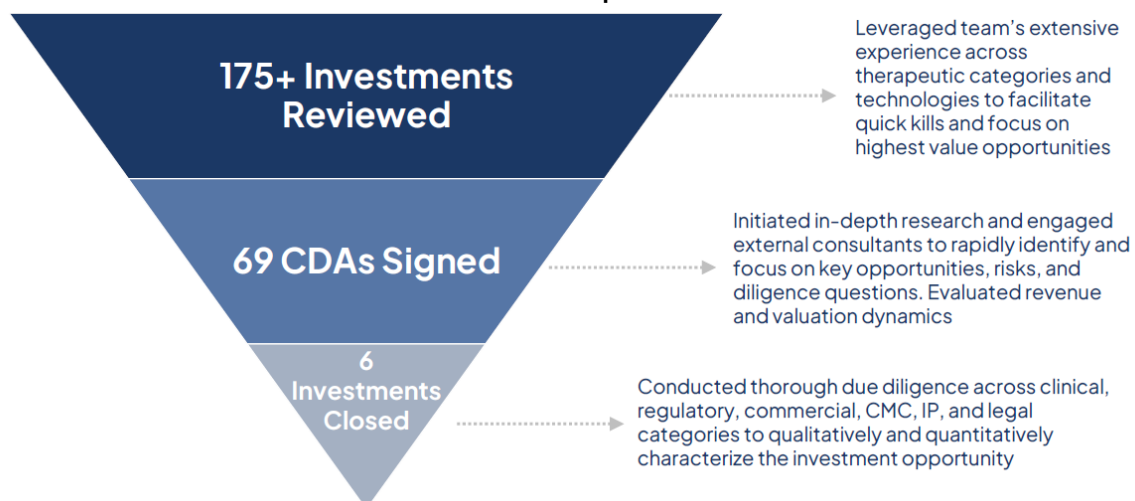 175+ Investments
Reviewed
Leveraged team's extensive
experience across
therapeutic categories and
technologies to facilitate
quick kills and focus on
highest value opportunities
69 CDAs Signed
Initiated in-depth research and engaged
external consultants to rapidly identify and
focus on key opportunities, risks, and
diligence questions. Evaluated revenue
and valuation dynamics
6
Investments
Closed
Conducted thorough due diligence across clinical,
regulatory, commercial, CMC, IP, and legal
categories to qualitatively and quantitatively
characterize the investment opportunity